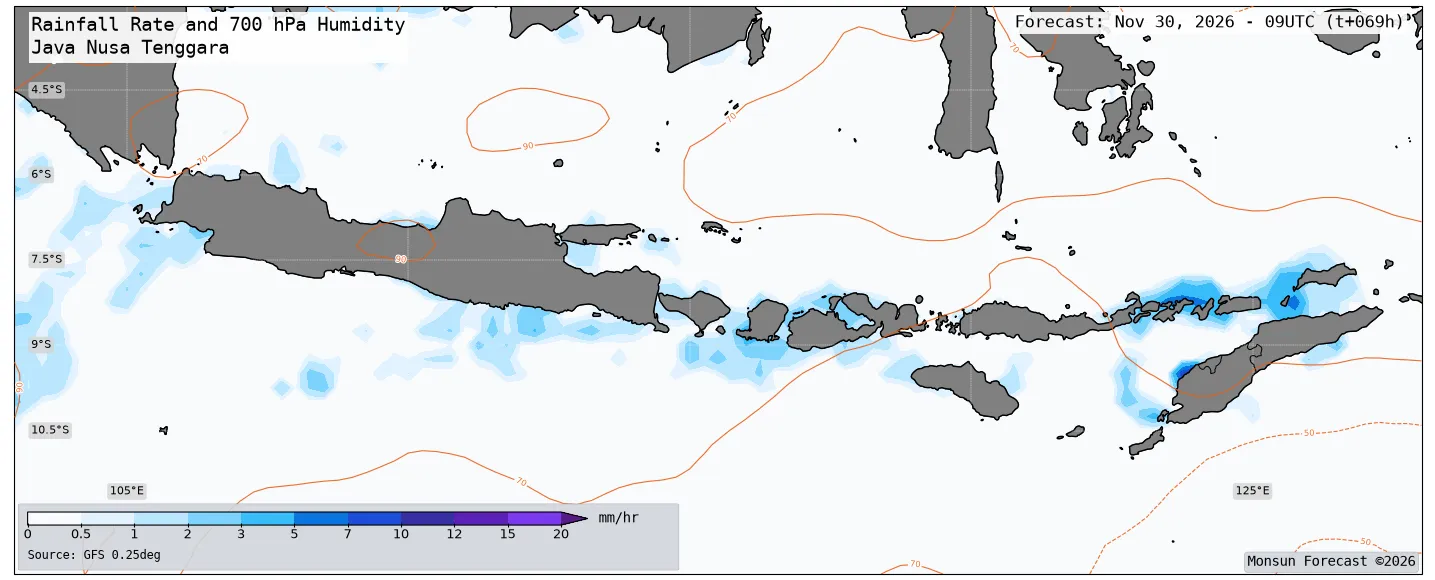 Rainfall Rate and 700 hPa Humidity
Java Nusa Tenggara
Forecast: Nov 30, 2026 - 09UTC (t+069h)
70
4.5°S
70
90
70
6°S
7.5°S
90
9°S
90
10.5°S
50
105°E
125°E
70
mm/hr
0 0.5 1 2 3 5 7 10 12 15 20
50
Source: GFS 0.25deg
70
Monsun Forecast ©2026